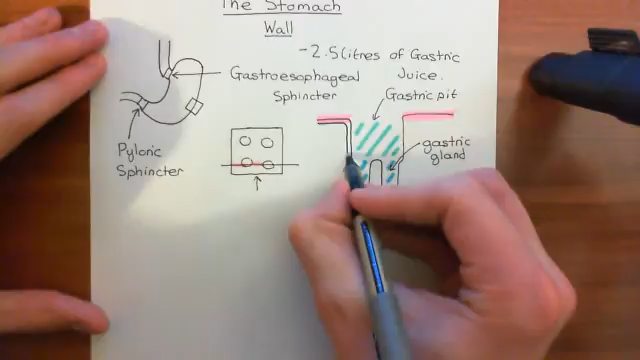 The Stomach
Wall
- 2.5 Litres of Gastric
Juice.
Gastroesophageal
Sphincter
Gastric pit
gastric
gland
Pyloric
Sphincter